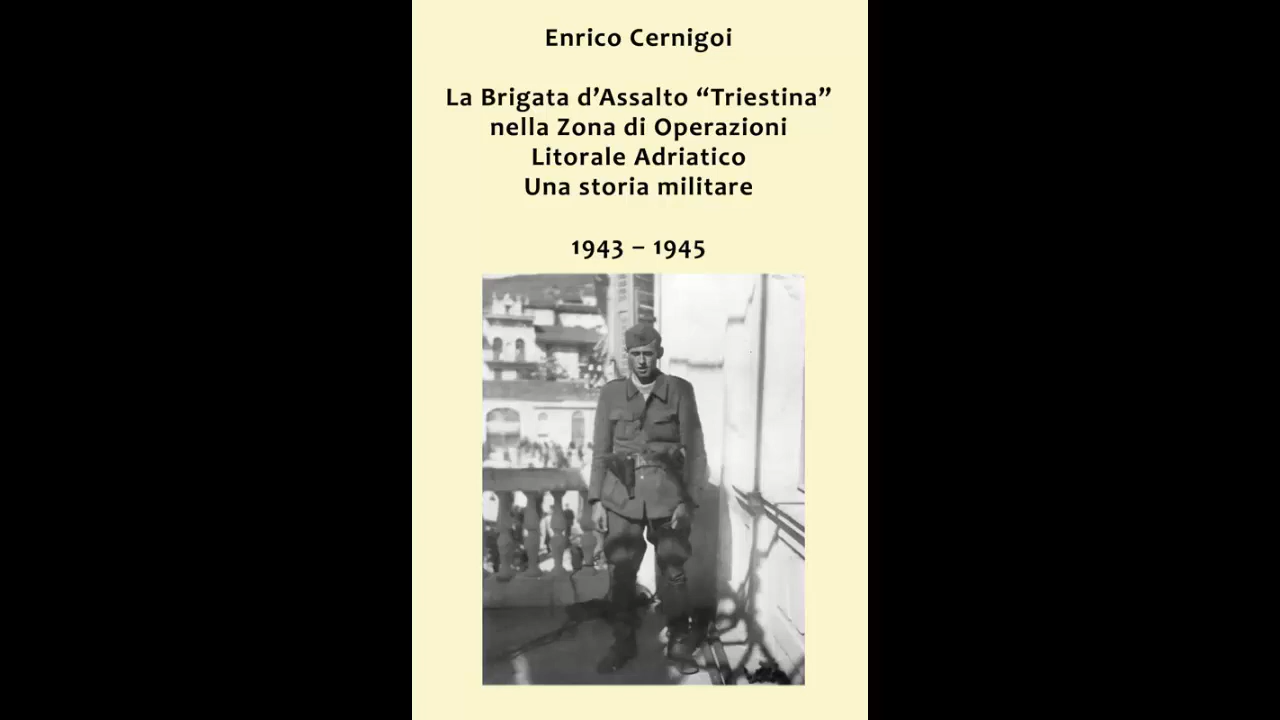 Enrico Cernigoi
La Brigata d’Assalto “Triestina”
nella Zona di Operazioni
Litorale Adriatico
Una storia militare
1943 – 1945